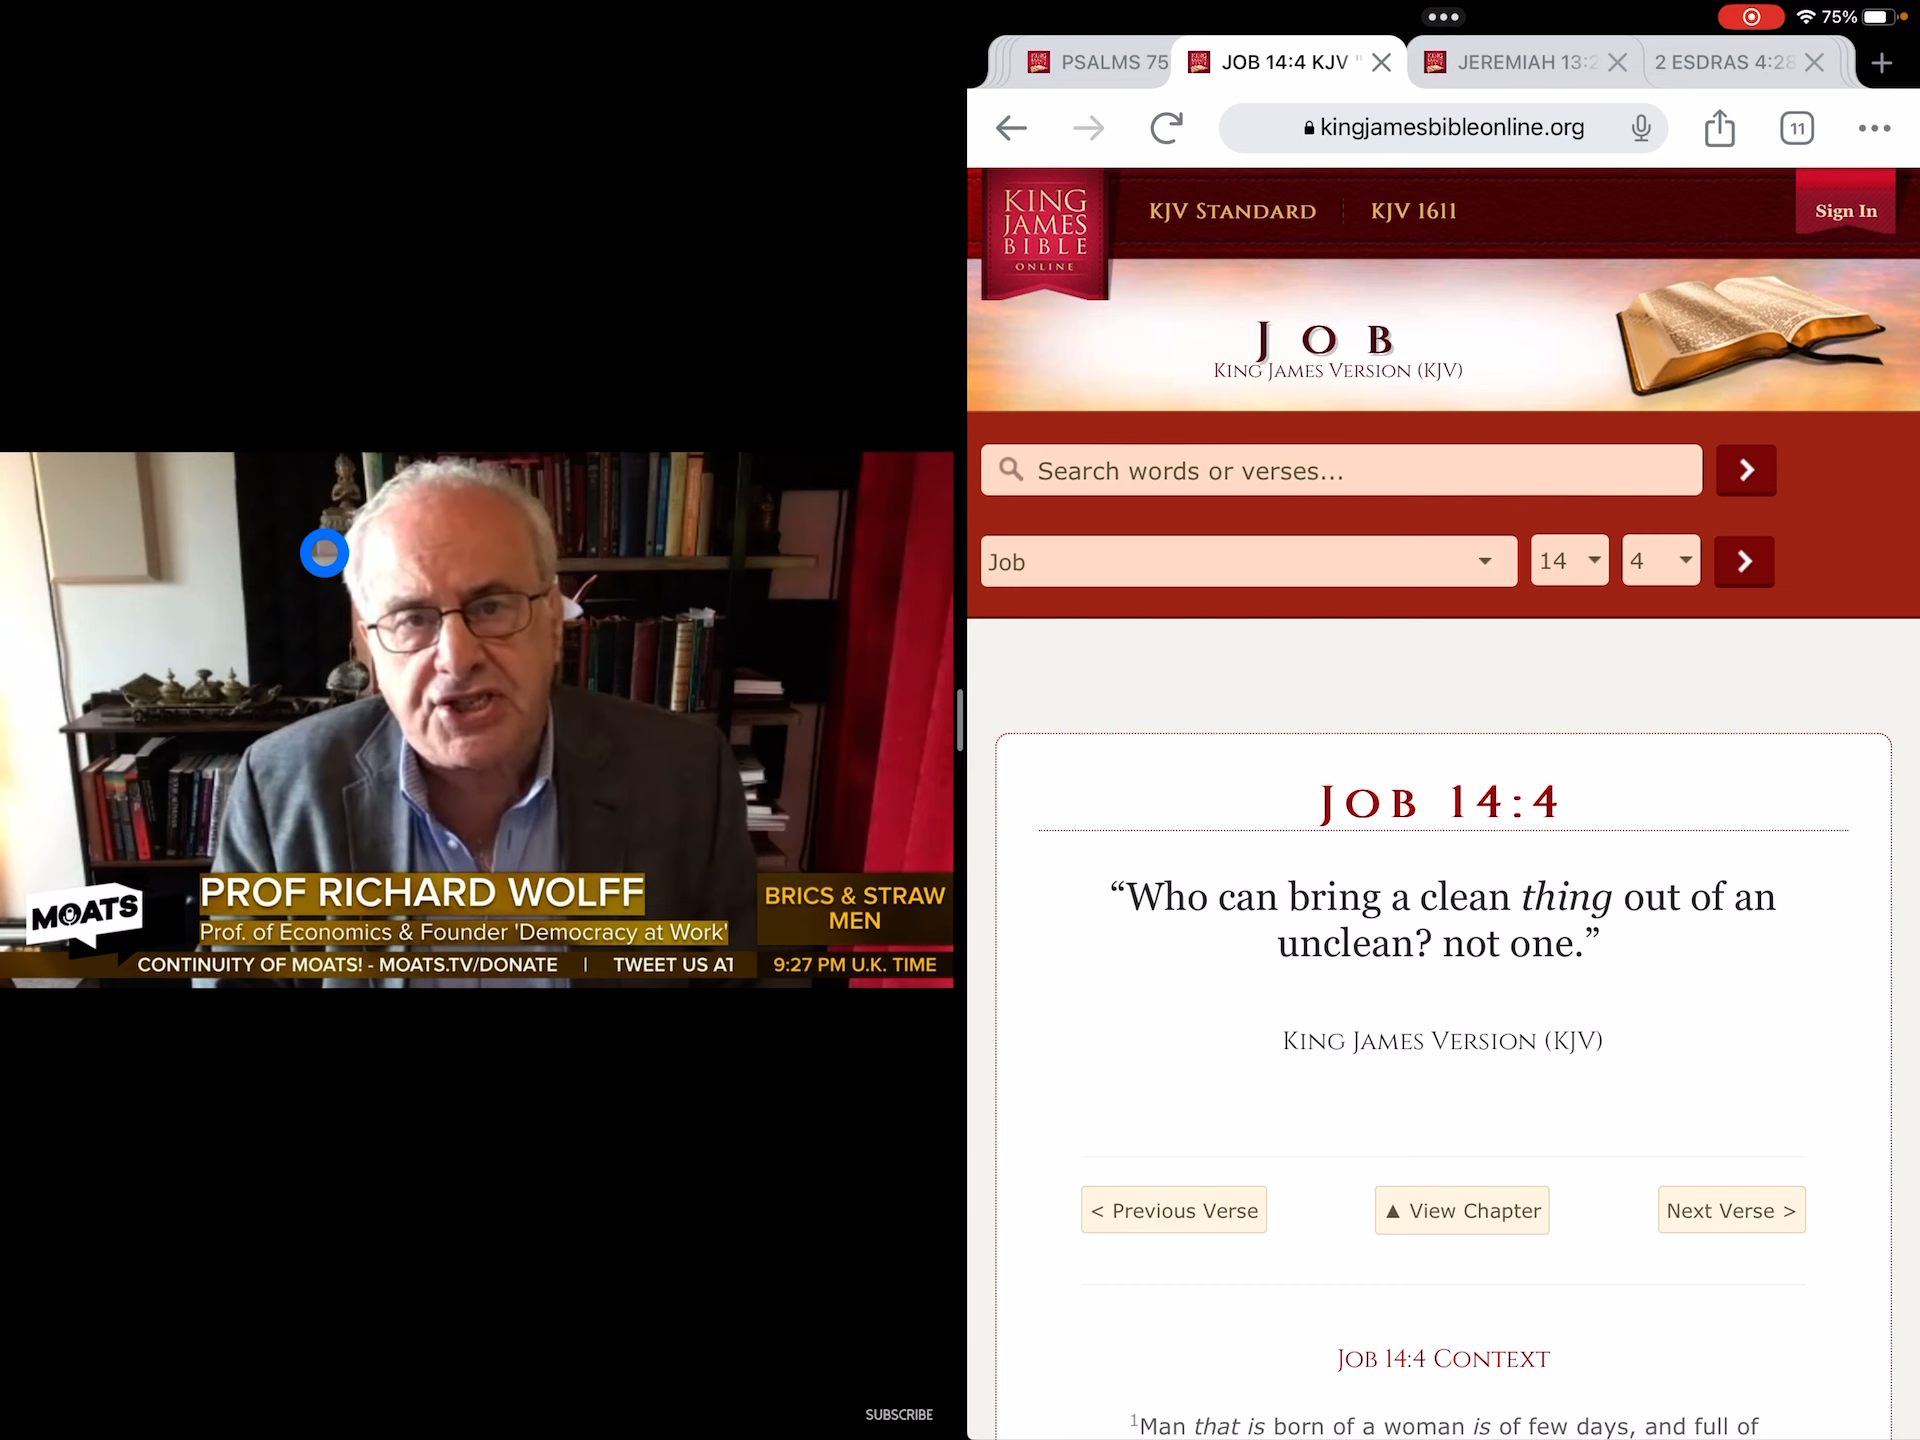 75%
PSALMS 75
JOB 14:4 KJV "
JEREMIAH 13:2
2 ESDRAS 4:28
kingjamesbibleonline.org
11
KING
JAMES
BIBLE
ONLINE
KJV STANDARD
KJV 1611
Sign In
JOB
KING JAMES VERSION (KJV)
Search words or verses...
Job
14
4
JOB 14:4
“Who can bring a clean thing out of an
unclean? not one.”
KING JAMES VERSION (KJV)
< Previous Verse
▲ View Chapter
Next Verse >
JOB 14:4 CONTEXT
1Man that is born of a woman is of few days, and full of
MOATS
PROF RICHARD WOLFF
Prof. of Economics & Founder 'Democracy at Work'
BRICS & STRAW
MEN
CONTINUITY OF MOATS! - MOATS.TV/DONATE | TWEET US AT
9:27 PM U.K. TIME
SUBSCRIBE